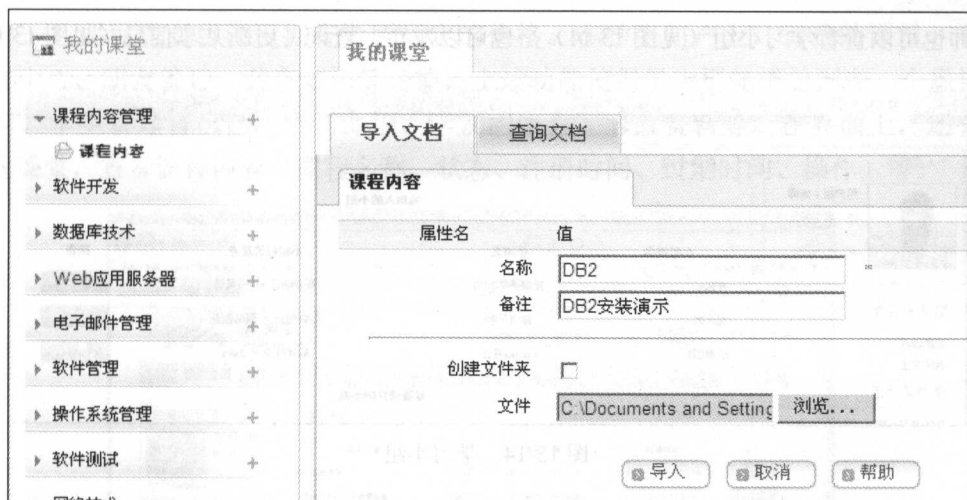 我的课堂
课程内容管理
课程内容
软件开发
数据库技术
Web应用服务器
电子邮件管理
软件管理
操作系统管理
软件测试
我的课堂
导入文档 查询文档
课程内容
属性名 值
名称 DB2 *
备注 DB2安装演示
创建文件夹
文件 C:\Documents and Setting 浏览...
导入 取消 帮助